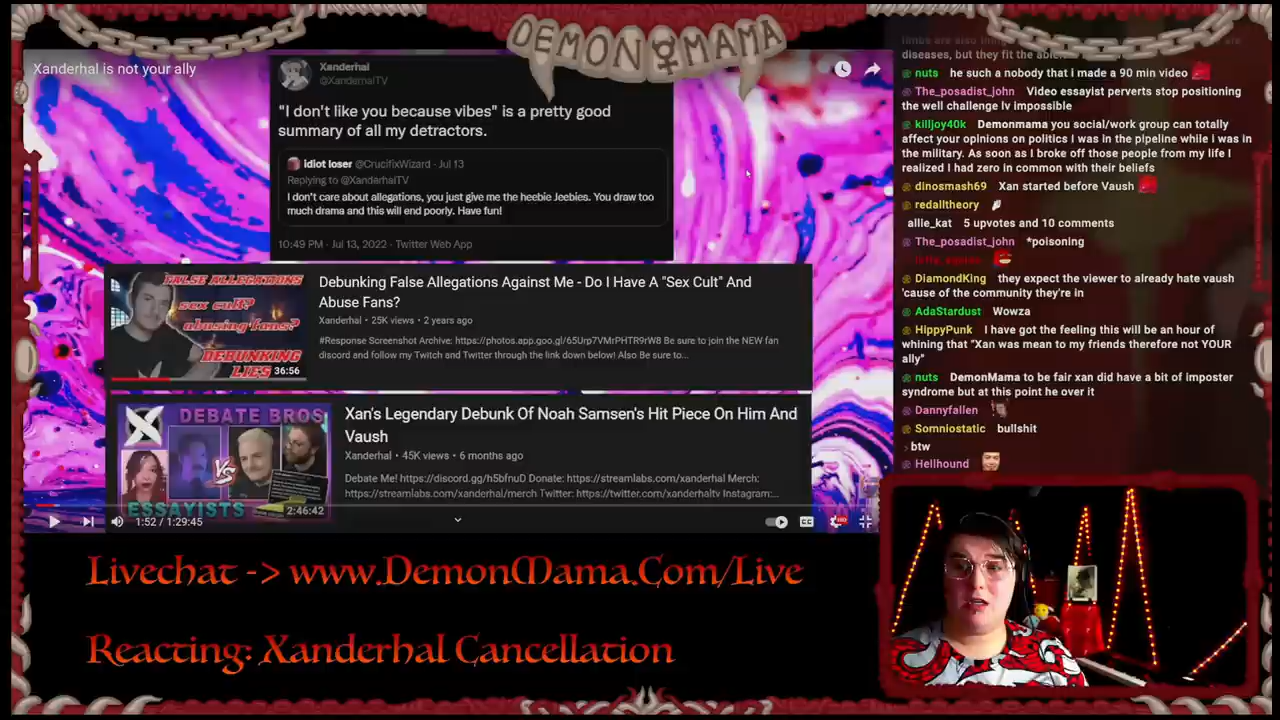 DEMON MAMA
Xanderhal is not your ally
Xanderhal
@XanderhalTV
"I don't like you because vibes" is a pretty good
summary of all my detractors.
idiot loser @CrucifixWizard · Jul 13
Replying to @XanderhalTV
I don't care about allegations, you just give me the heebie Jeebies. You draw too
much drama and this will end poorly. Have fun!
10:49 PM · Jul 13, 2022 · Twitter Web App
FALSE ALLEGATIONS
sex cult?
abusing fans?
DEBUNKING
LIES
36:56
Debunking False Allegations Against Me - Do I Have A "Sex Cult" And
Abuse Fans?
Xanderhal • 25K views • 2 years ago
#Response Screenshot Archive: https://photos.app.goo.gl/65Urp7VMrPHTR9rW8 Be sure to join the NEW fan
discord and follow my Twitch and Twitter through the link down below! Also Be sure to...
DEBATE BROS
VS
ESSAYISTS
2:46:42
Xan's Legendary Debunk Of Noah Samsen's Hit Piece On Him And
Vaush
Xanderhal • 45K views • 6 months ago
Debate Me! https://discord.gg/h5bfnuD Donate: https://streamlabs.com/xanderhal Merch:
https://streamlabs.com/xanderhal/merch Twitter: https://twitter.com/xanderhaltv Instagram:...
1:52 / 1:29:45
CC
HD
diseases, but they fit the
nuts he such a nobody that i made a 90 min video
The_posadist_john Video essayist perverts stop positioning
the well challenge lv impossible
killjoy40k Demonmama you social/work group can totally
affect your opinions on politics I was in the pipeline while i was in
the military. As soon as I broke off those people from my life I
realized I had zero in common with their beliefs
dinosmash69 Xan started before Vaush
redalltheory
allie_kat 5 upvotes and 10 comments
The_posadist_john *poisoning
DiamondKing they expect the viewer to already hate vaush
'cause of the community they're in
AdaStardust Wowza
HippyPunk I have got the feeling this will be an hour of
whining that "Xan was mean to my friends therefore not YOUR
ally"
nuts DemonMama to be fair xan did have a bit of imposter
syndrome but at this point he over it
Dannyfallen
Somniostatic bullshit
btw
Hellhound
Livechat -> www.DemonMama.Com/Live
Reacting: Xanderhal Cancellation